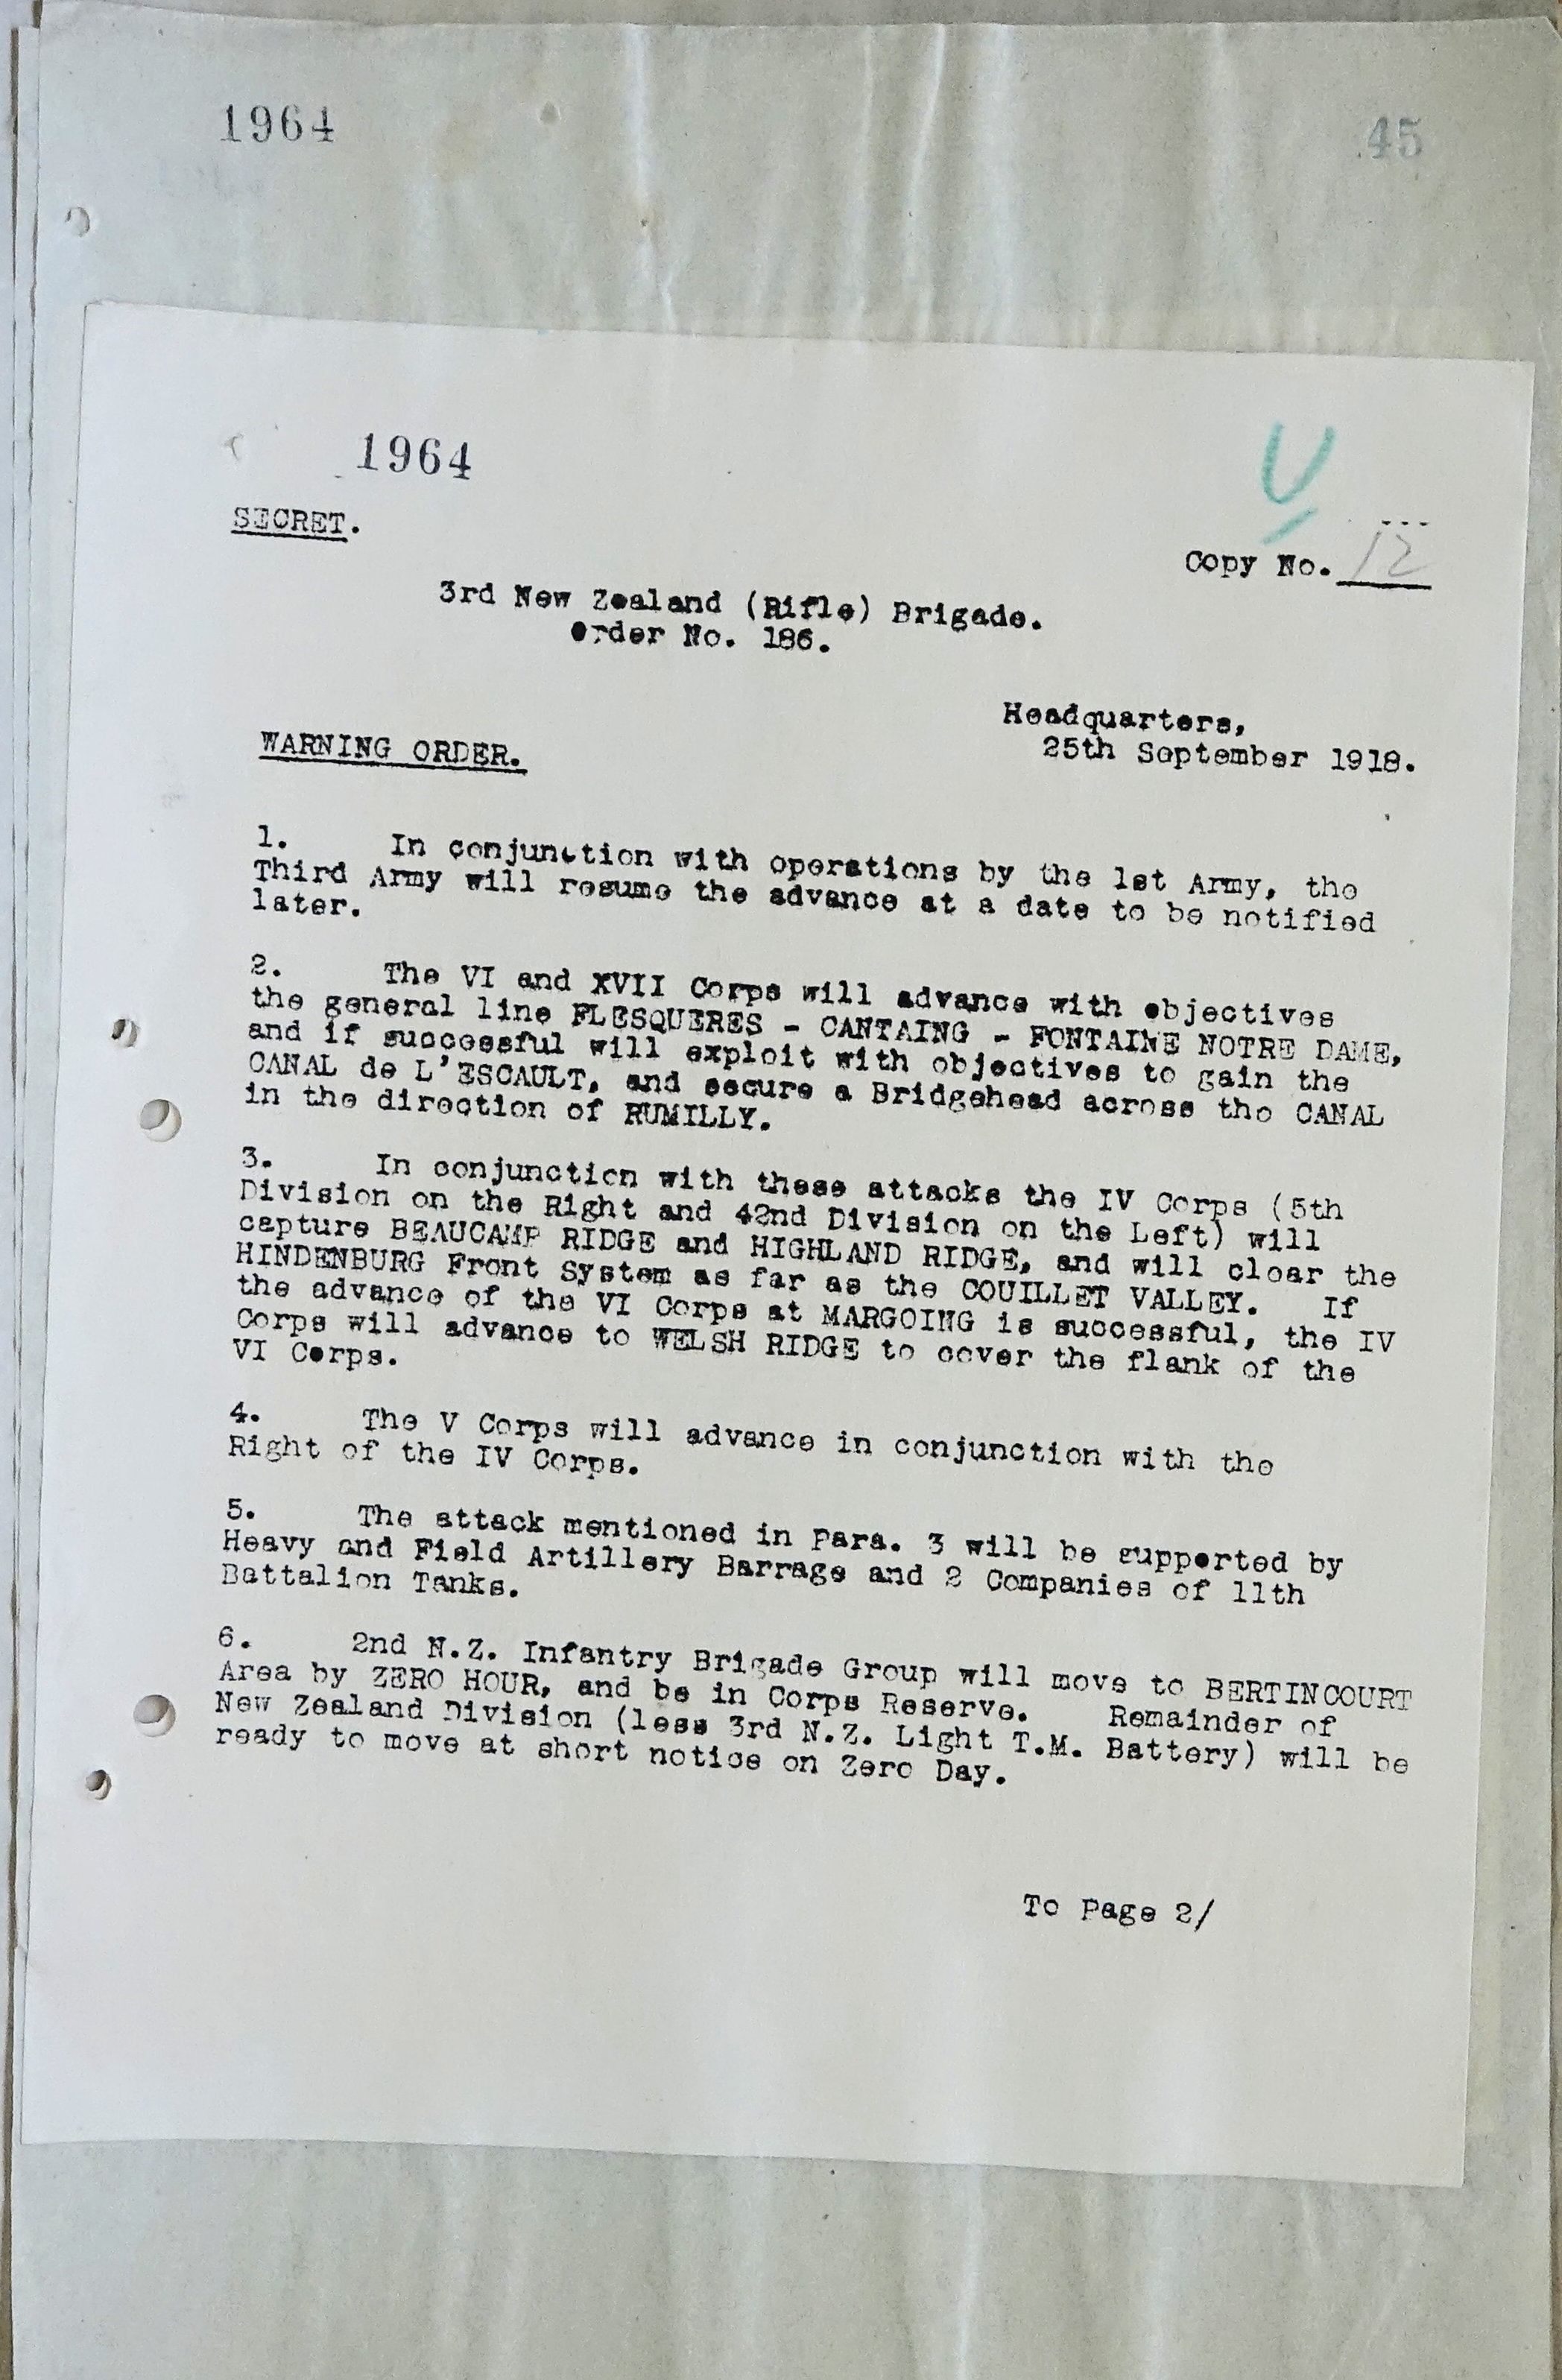 1964
45
1964
U
SECRET.
Copy No. 12
3rd New Zealand (Rifle) Brigade.
Order No. 186.
Headquarters,
25th September 1918.
WARNING ORDER.
1. In conjunction with operations by the 1st Army, the
Third Army will resume the advance at a date to be notified
later.
2. The VI and XVII Corps will advance with objectives
the general line FLESQUERES - CANTAING - FONTAINE NOTRE DAME,
and if successful will exploit with objectives to gain the
CANAL de L'ESCAULT, and secure a Bridgehead across the CANAL
in the direction of RUMILLY.
3. In conjunction with these attacks the IV Corps (5th
Division on the Right and 42nd Division on the Left) will
capture BEAUCAMP RIDGE and HIGHLAND RIDGE, and will clear the
HINDENBURG Front System as far as the COUILLET VALLEY. If
the advance of the VI Corps at MARGOING is successful, the IV
Corps will advance to WELSH RIDGE to cover the flank of the
VI Corps.
4. The V Corps will advance in conjunction with the
Right of the IV Corps.
5. The attack mentioned in Para. 3 will be supported by
Heavy and Field Artillery Barrage and 2 Companies of 11th
Battalion Tanks.
6. 2nd N.Z. Infantry Brigade Group will move to BERTINCOURT
Area by ZERO HOUR, and be in Corps Reserve. Remainder of
New Zealand Division (less 3rd N.Z. Light T.M. Battery) will be
ready to move at short notice on Zero Day.
To Page 2/